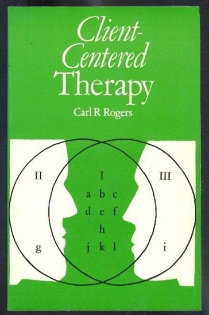 Client-
Centered
Therapy
Carl R Rogers
II I III
a b c
d e f
h
g j k l i